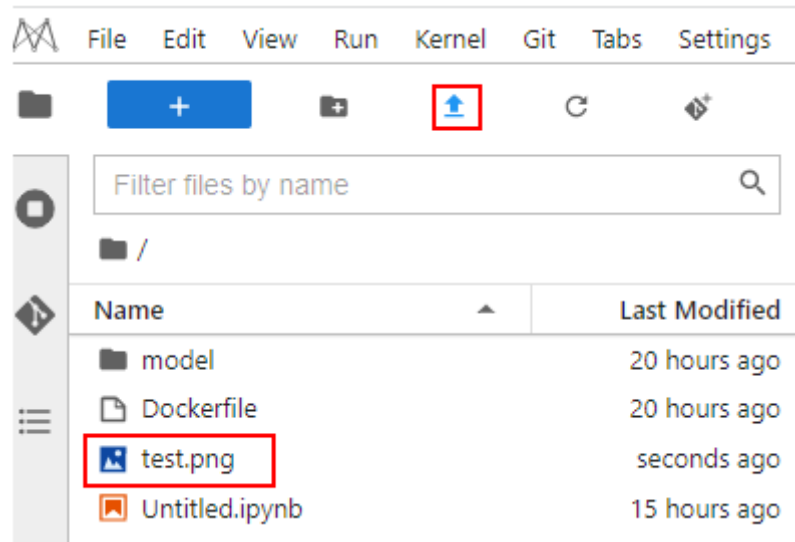 File Edit View Run Kernel Git Tabs Settings
+
Filter files by name
/
Name Last Modified
model 20 hours ago
Dockerfile 20 hours ago
test.png seconds ago
Untitled.ipynb 15 hours ago